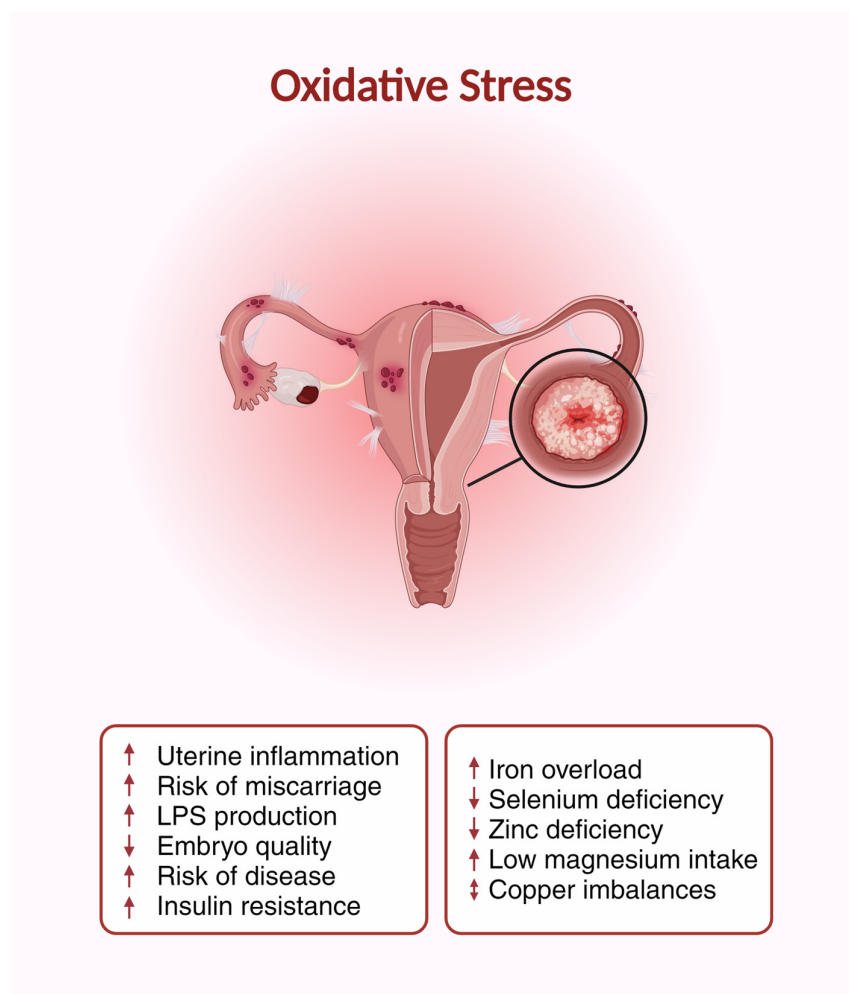 Oxidative Stress
↑ Uterine inflammation
↑ Risk of miscarriage
↑ LPS production
↓ Embryo quality
↑ Risk of disease
↑ Insulin resistance
↑ Iron overload
↓ Selenium deficiency
↓ Zinc deficiency
↑ Low magnesium intake
↕ Copper imbalances